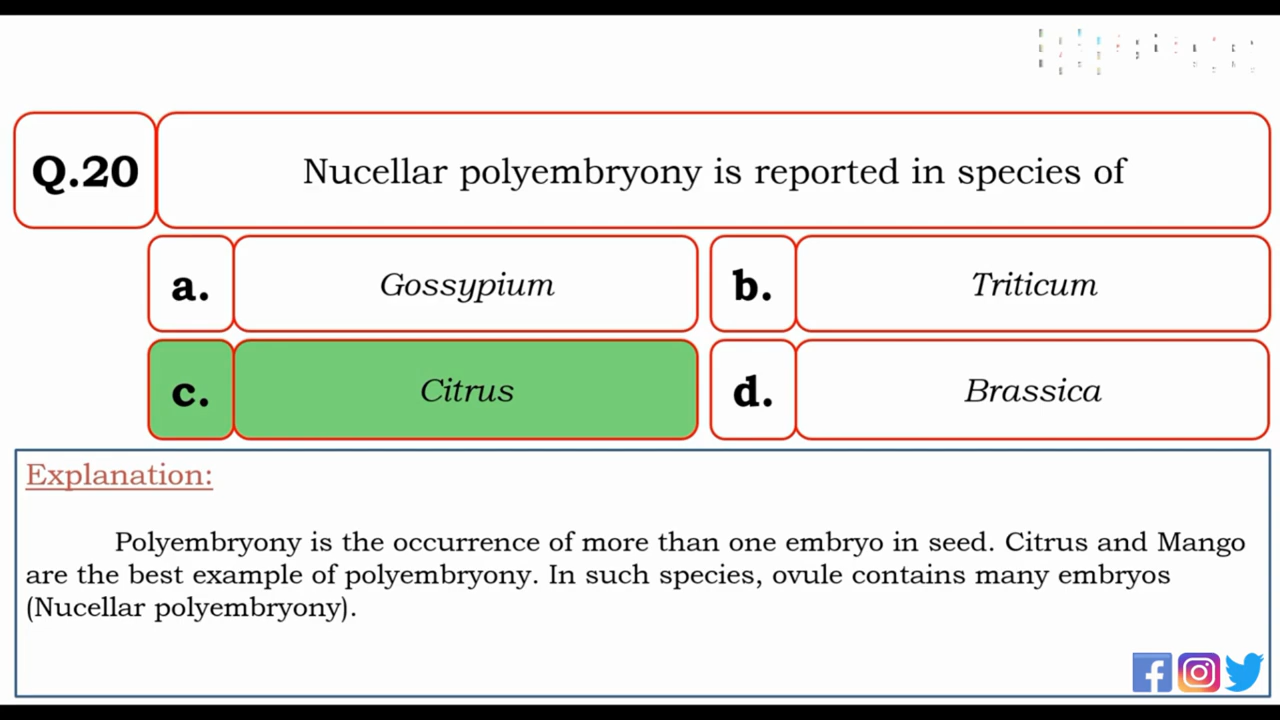 Q.20
Nucellar polyembryony is reported in species of
a.
Gossypium
b.
Triticum
c.
Citrus
d.
Brassica
Explanation:
Polyembryony is the occurrence of more than one embryo in seed. Citrus and Mango
are the best example of polyembryony. In such species, ovule contains many embryos
(Nucellar polyembryony).